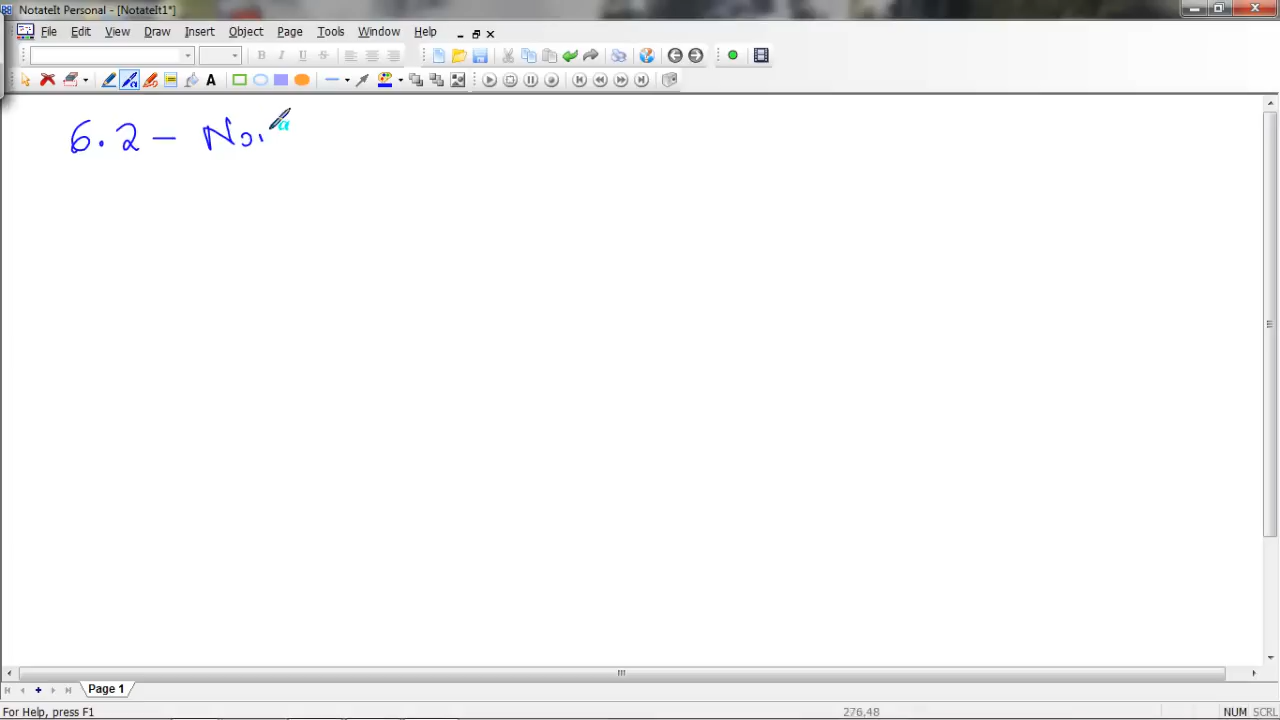 NotateIt Personal - [NotateIt1*]
File Edit View Draw Insert Object Page Tools Window Help
B I U S
A
6.2 - No
a
Page 1
For Help, press F1 276,48 NUM SCRL